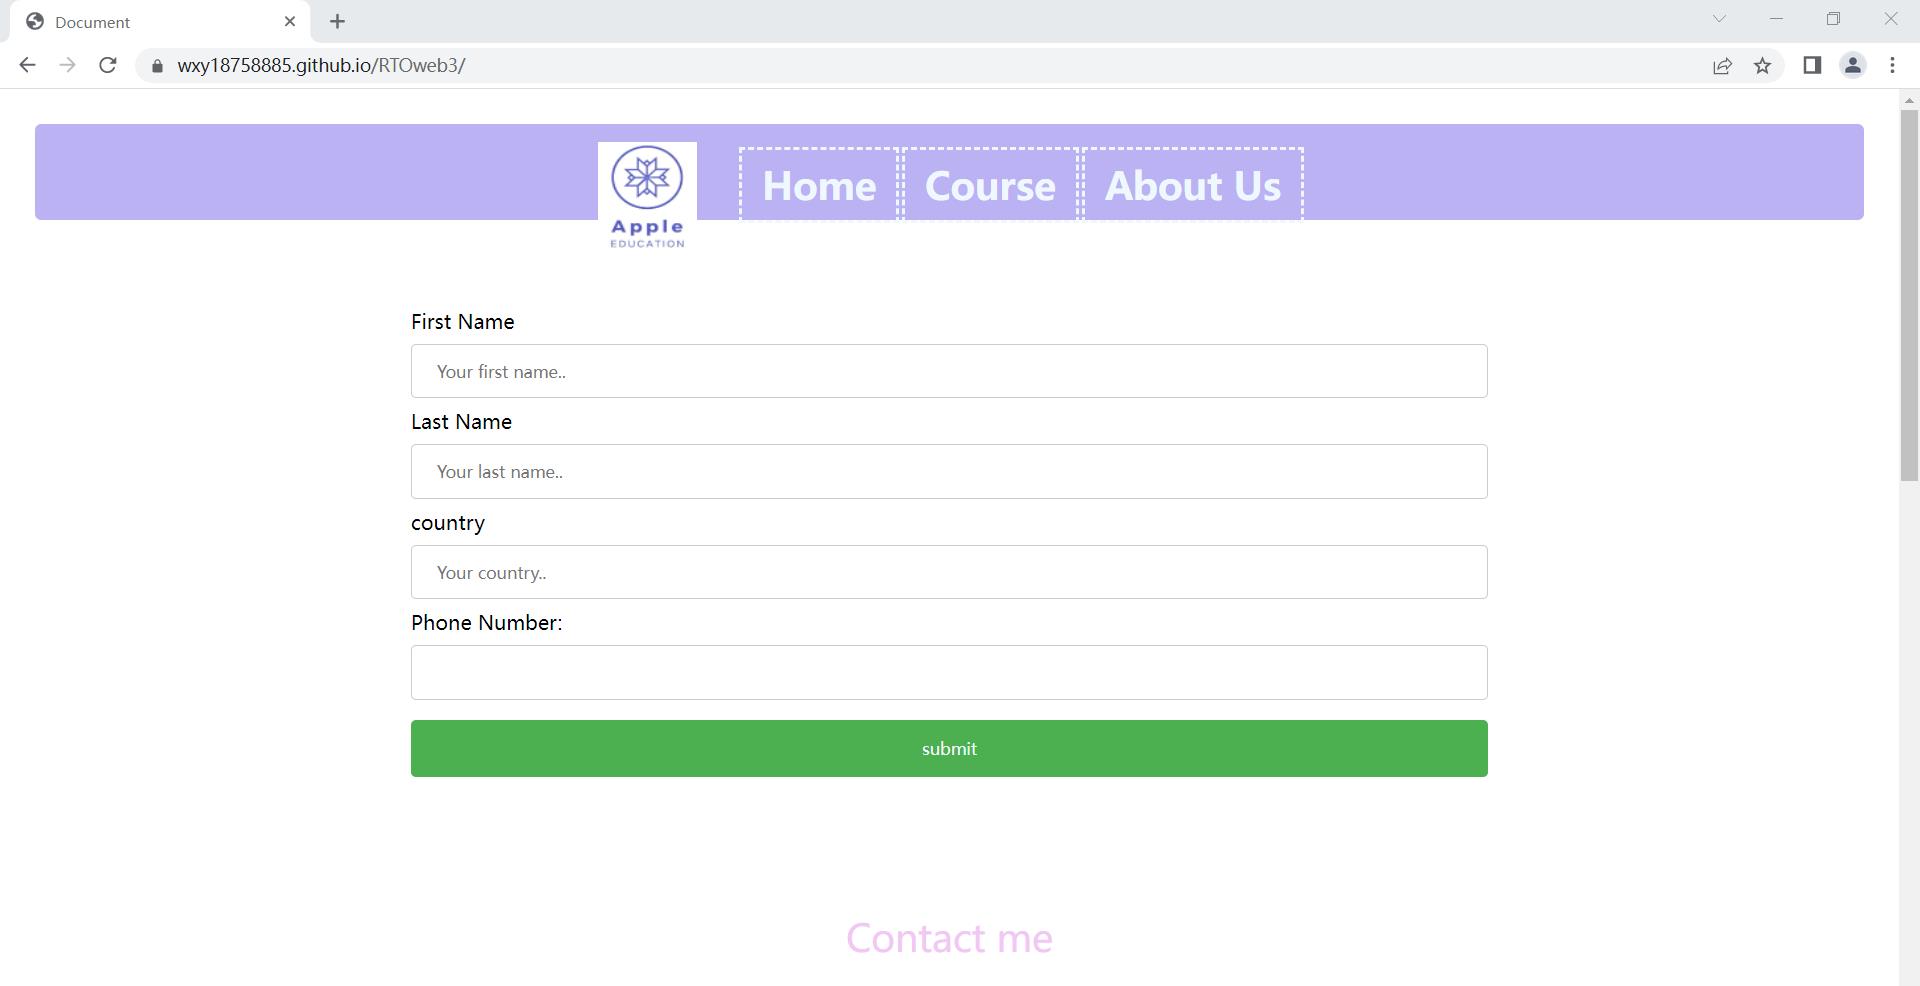 Document
wxy18758885.github.io/RTOweb3/
Home Course About Us
Apple
EDUCATION
First Name
Your first name..
Last Name
Your last name..
country
Your country..
Phone Number:
submit
Contact me